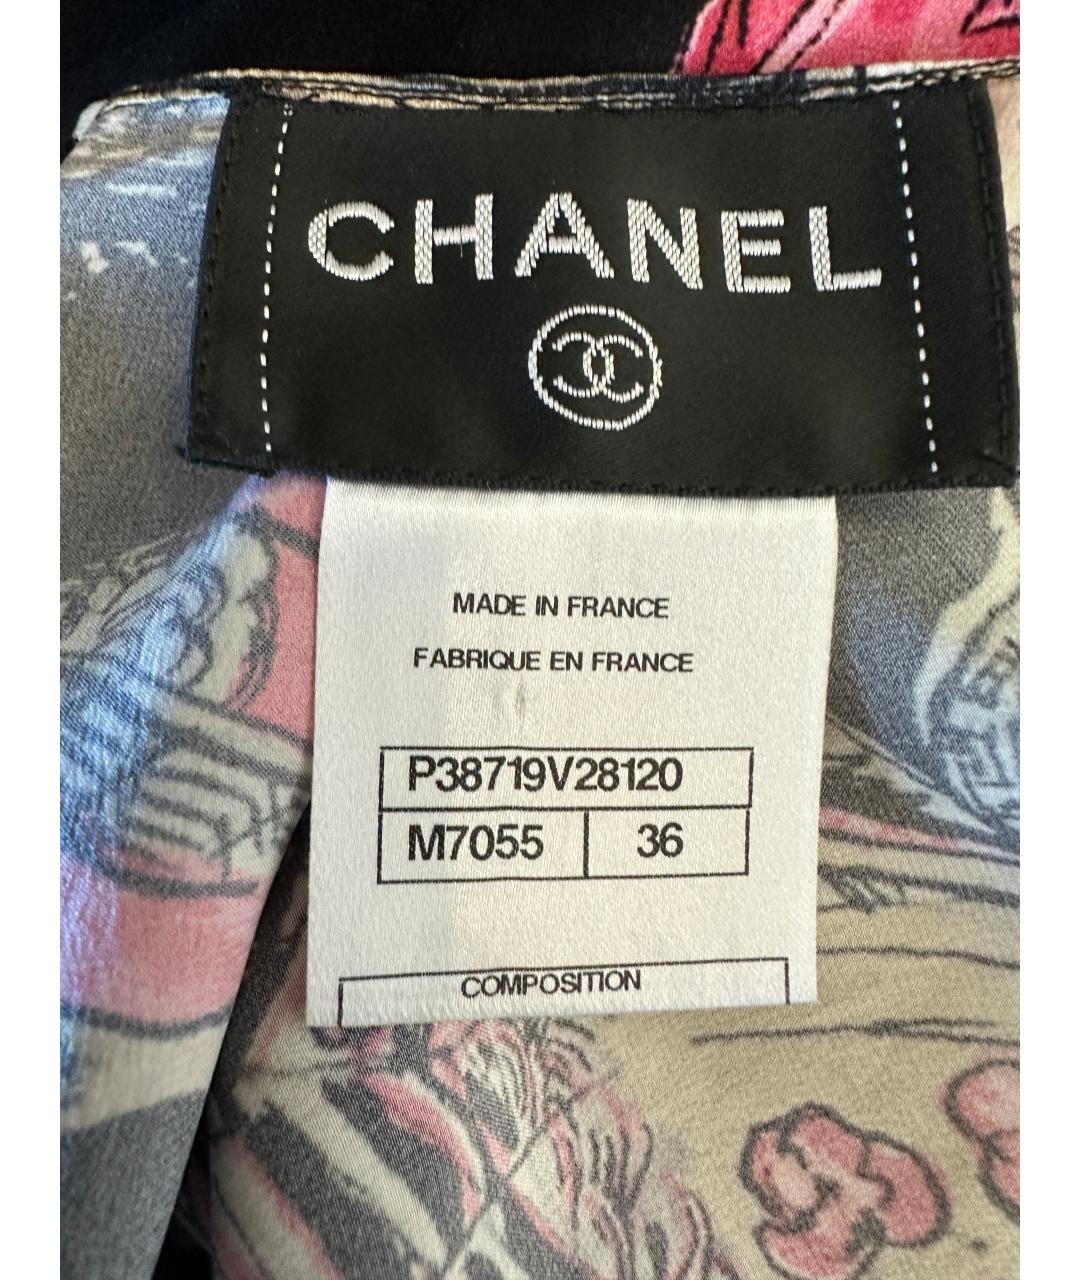 CHANEL
MADE IN FRANCE
FABRIQUE EN FRANCE
P38719V28120
M7055 36
COMPOSITION